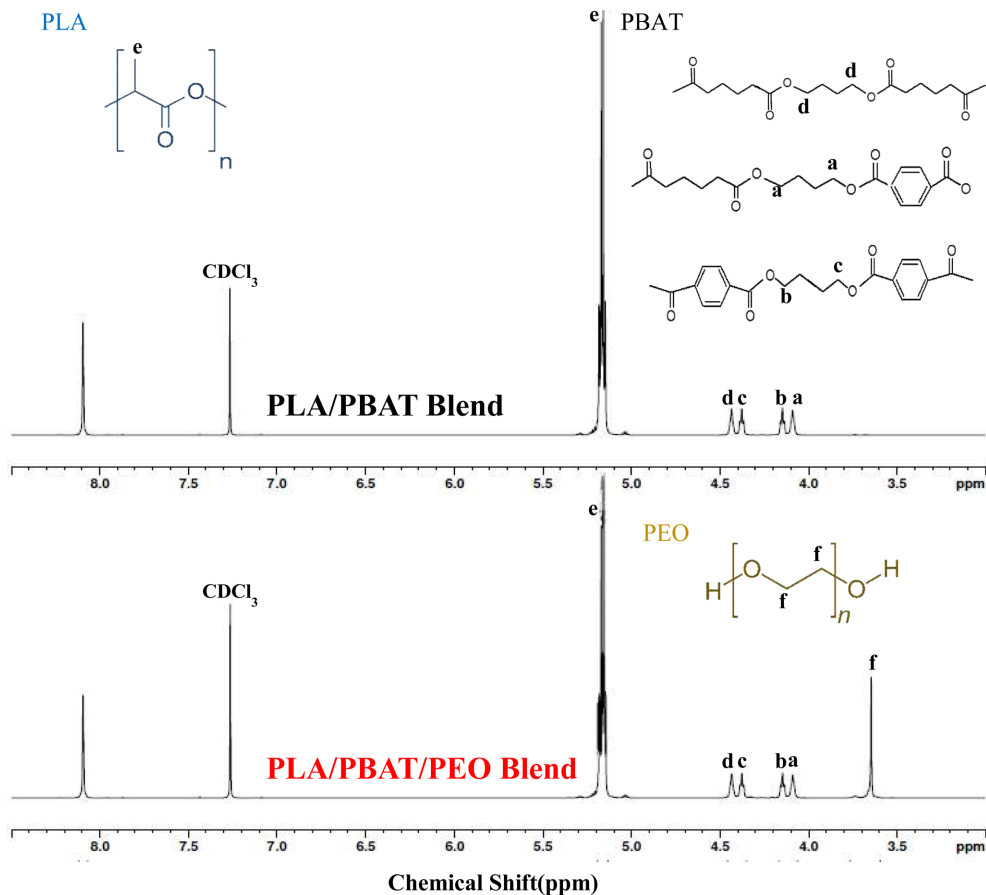 PLA
e
O
O
n
PBAT
O
O
d
O
d
O
O
O
O
O
a
O
O
a
O
O
O
O
O
O
c
O
b
O
O
O
O
e
CDCl3
PLA/PBAT Blend
d c b a
8.0 7.5 7.0 6.5 6.0 5.5 5.0 4.5 4.0 3.5 ppm
e
PEO
f
H O O H
f
n
CDCl3
f
PLA/PBAT/PEO Blend
d c b a
8.0 7.5 7.0 6.5 6.0 5.5 5.0 4.5 4.0 3.5 ppm
Chemical Shift(ppm)